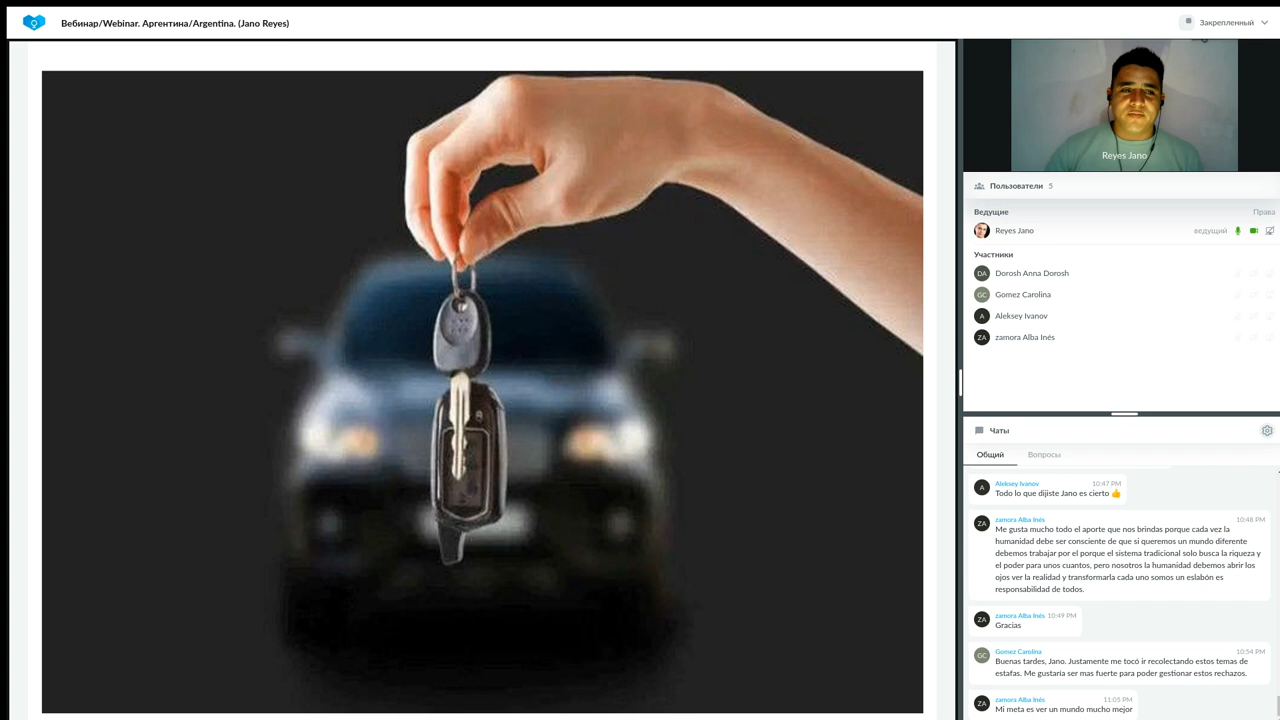 Вебинар/Webinar. Аргентина/Argentina. (Jano Reyes)
Закрепленный
Reyes Jano
Пользователи 5
Ведущие Права
Reyes Jano ведущий
Участники
DA Dorosh Anna Dorosh
GC Gomez Carolina
A Aleksey Ivanov
ZA zamora Alba Inés
Чаты
Общий Вопросы
A Aleksey Ivanov 10:47 PM
Todo lo que dijiste Jano es cierto 👍
ZA zamora Alba Inés 10:48 PM
Me gusta mucho todo el aporte que nos brindas porque cada vez la
humanidad debe ser consciente de que si queremos un mundo diferente
debemos trabajar por el porque el sistema tradicional solo busca la riqueza y
el poder para unos cuantos, pero nosotros la humanidad debemos abrir los
ojos ver la realidad y transformarla cada uno somos un eslabón es
responsabilidad de todos.
ZA zamora Alba Inés 10:49 PM
Gracias
GC Gomez Carolina 10:54 PM
Buenas tardes, Jano. Justamente me tocó ir recolectando estos temas de
estafas. Me gustaria ser mas fuerte para poder gestionar estos rechazos.
ZA zamora Alba Inés 11:05 PM
Mi meta es ver un mundo mucho mejor